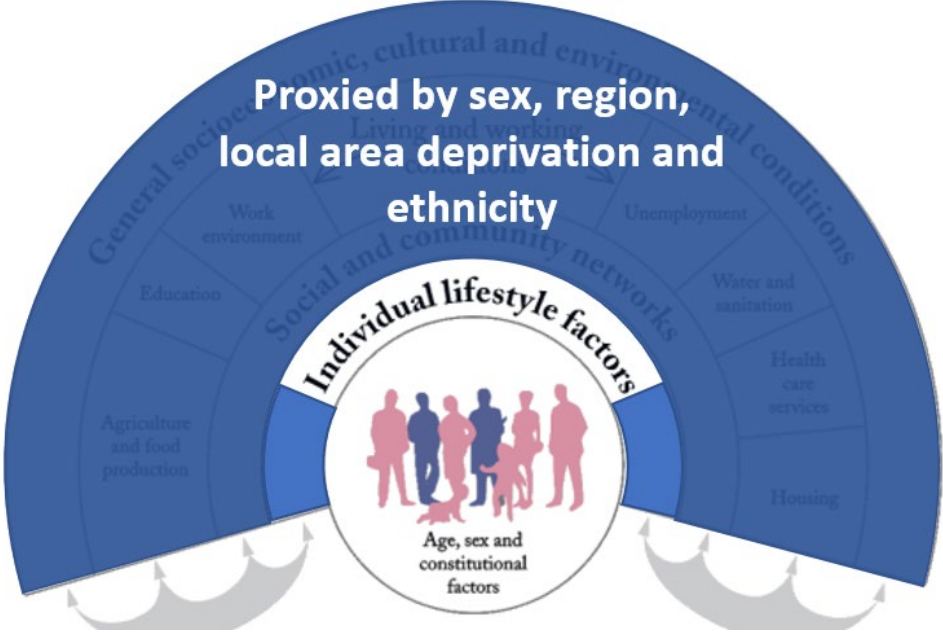 General socioeconomic, cultural and environmental conditions
Proxied by sex, region,
local area deprivation and
ethnicity
Living and working
conditions
Work
environment
Unemployment
Education
Water and
sanitation
Social and community networks
Agriculture
and food
production
Health
care
services
Housing
Individual lifestyle factors
Age, sex and
constitutional
factors